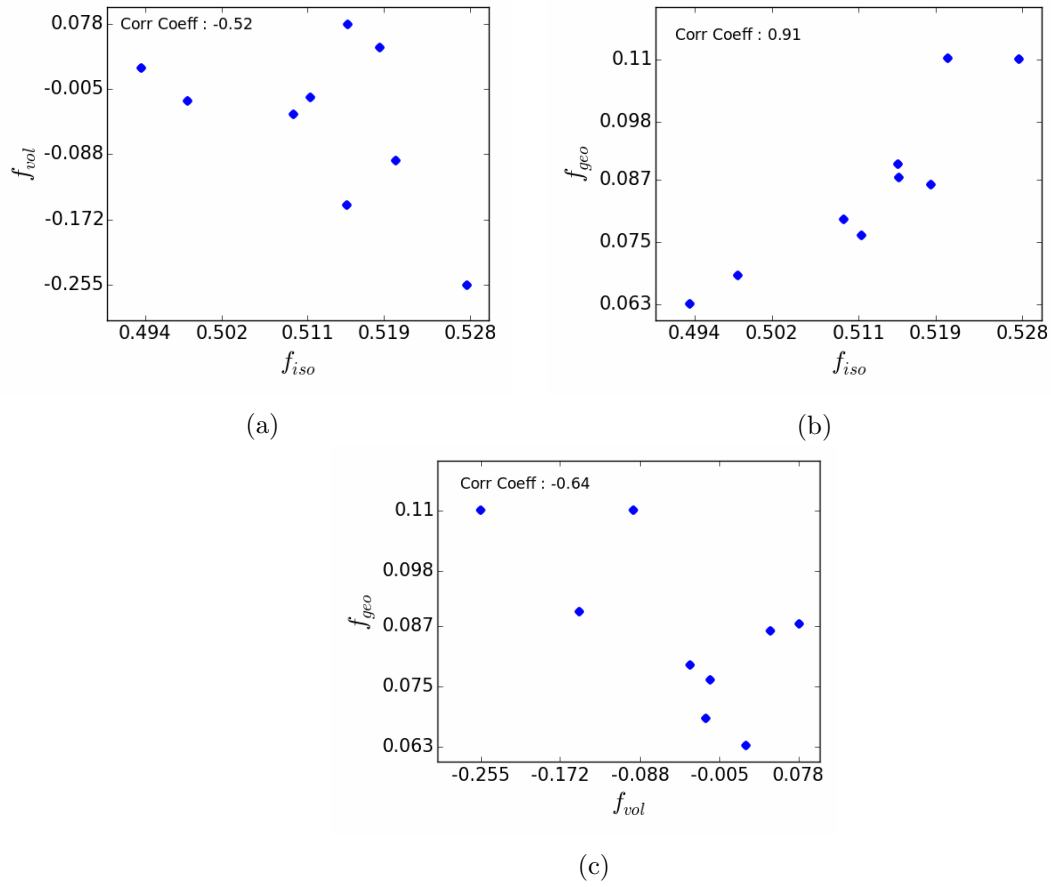 Corr Coeff : -0.52
0.078
-0.005
-0.088
-0.172
-0.255
f_vol
0.494 0.502 0.511 0.519 0.528
f_iso
(a)
Corr Coeff : 0.91
0.11
0.098
0.087
0.075
0.063
f_geo
0.494 0.502 0.511 0.519 0.528
f_iso
(b)
Corr Coeff : -0.64
0.11
0.098
0.087
0.075
0.063
f_geo
-0.255 -0.172 -0.088 -0.005 0.078
f_vol
(c)